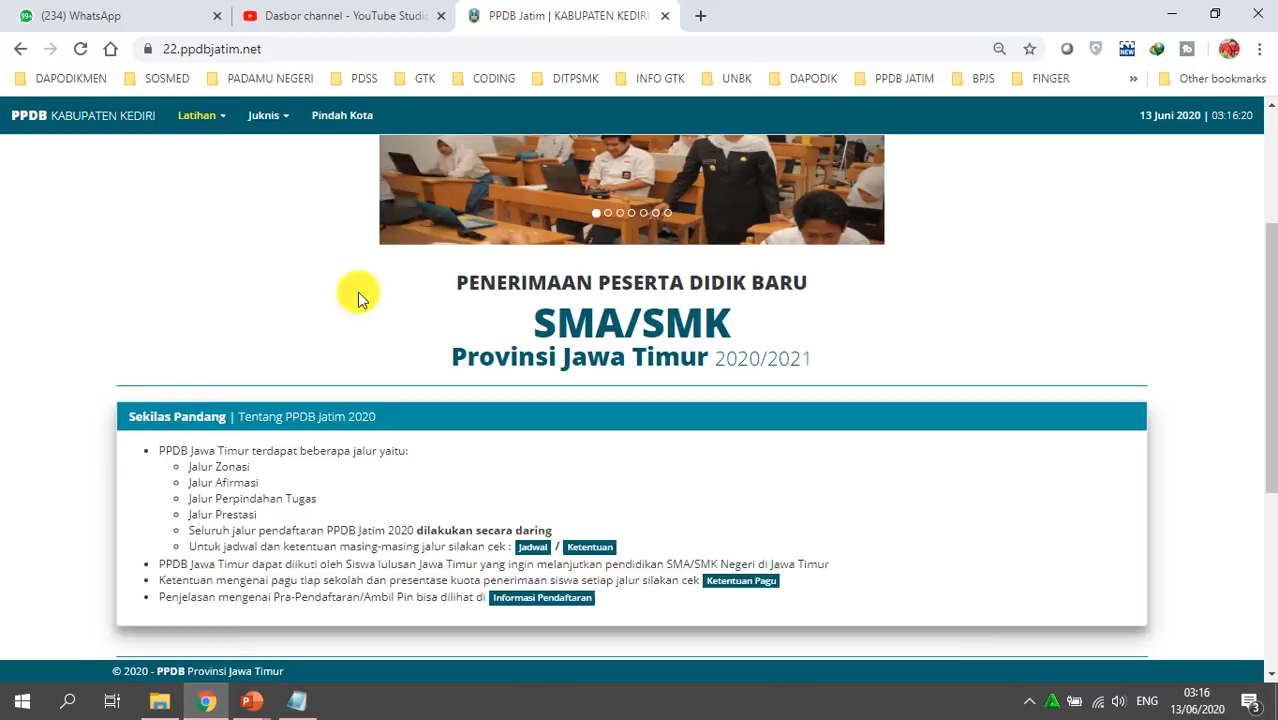 (234) WhatsApp
Dasbor channel - YouTube Studio
PPDB Jatim | KABUPATEN KEDIRI
22.ppdbjatim.net
DAPODIKMEN SOSMED PADAMU NEGERI PDSS GTK CODING DITPSMK INFO GTK UNBK DAPODIK PPDB JATIM BPJS FINGER » Other bookmarks
PPDB KABUPATEN KEDIRI Latihan Juknis Pindah Kota 13 Juni 2020 | 03:16:20
PENERIMAAN PESERTA DIDIK BARU
SMA/SMK
Provinsi Jawa Timur 2020/2021
Sekilas Pandang | Tentang PPDB Jatim 2020
PPDB Jawa Timur terdapat beberapa jalur yaitu:
Jalur Zonasi
Jalur Afirmasi
Jalur Perpindahan Tugas
Jalur Prestasi
Seluruh jalur pendaftaran PPDB Jatim 2020 dilakukan secara daring
Untuk jadwal dan ketentuan masing-masing jalur silakan cek : Jadwal / Ketentuan
PPDB Jawa Timur dapat diikuti oleh Siswa lulusan Jawa Timur yang ingin melanjutkan pendidikan SMA/SMK Negeri di Jawa Timur
Ketentuan mengenai pagu tiap sekolah dan presentase kuota penerimaan siswa setiap jalur silakan cek Ketentuan Pagu
Penjelasan mengenai Pra-Pendaftaran/Ambil Pin bisa dilihat di Informasi Pendaftaran
© 2020 - PPDB Provinsi Jawa Timur
ENG
03:16
13/06/2020
3